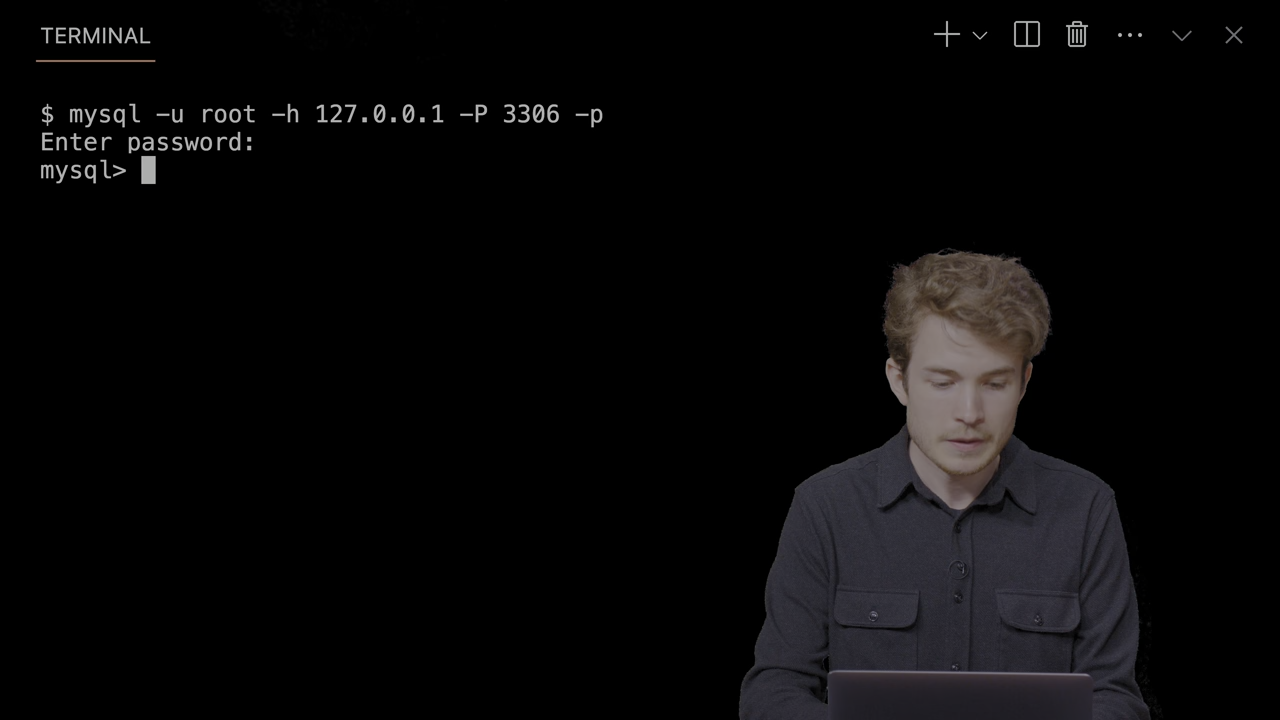 TERMINAL
$ mysql -u root -h 127.0.0.1 -P 3306 -p
Enter password:
mysql>